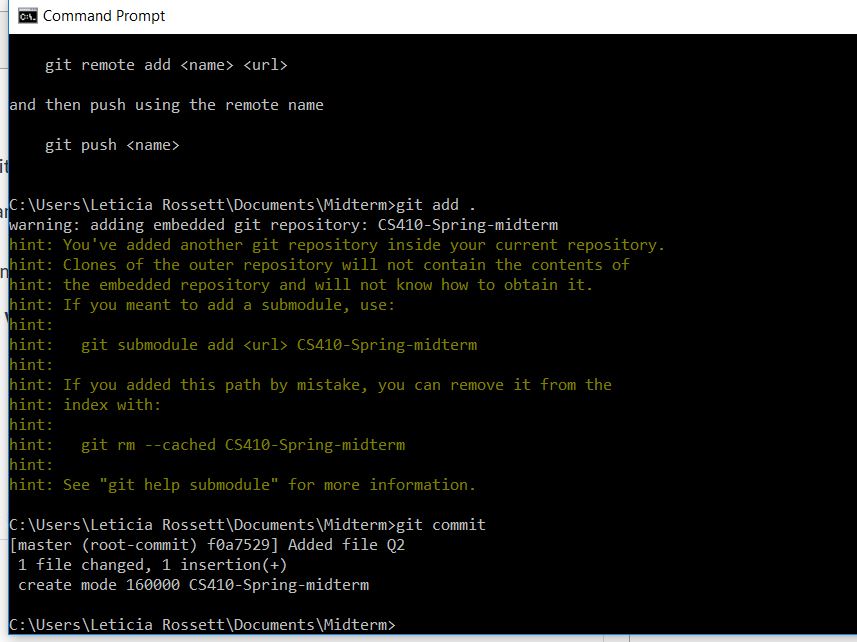 Command Prompt
git remote add <name> <url>
and then push using the remote name
git push <name>
C:\Users\Leticia Rossett\Documents\Midterm>git add .
warning: adding embedded git repository: CS410-Spring-midterm
hint: You've added another git repository inside your current repository.
hint: Clones of the outer repository will not contain the contents of
hint: the embedded repository and will not know how to obtain it.
hint: If you meant to add a submodule, use:
hint:
hint:   git submodule add <url> CS410-Spring-midterm
hint:
hint: If you added this path by mistake, you can remove it from the
hint: index with:
hint:
hint:   git rm --cached CS410-Spring-midterm
hint:
hint: See "git help submodule" for more information.
C:\Users\Leticia Rossett\Documents\Midterm>git commit
[master (root-commit) f0a7529] Added file Q2
 1 file changed, 1 insertion(+)
 create mode 160000 CS410-Spring-midterm
C:\Users\Leticia Rossett\Documents\Midterm>